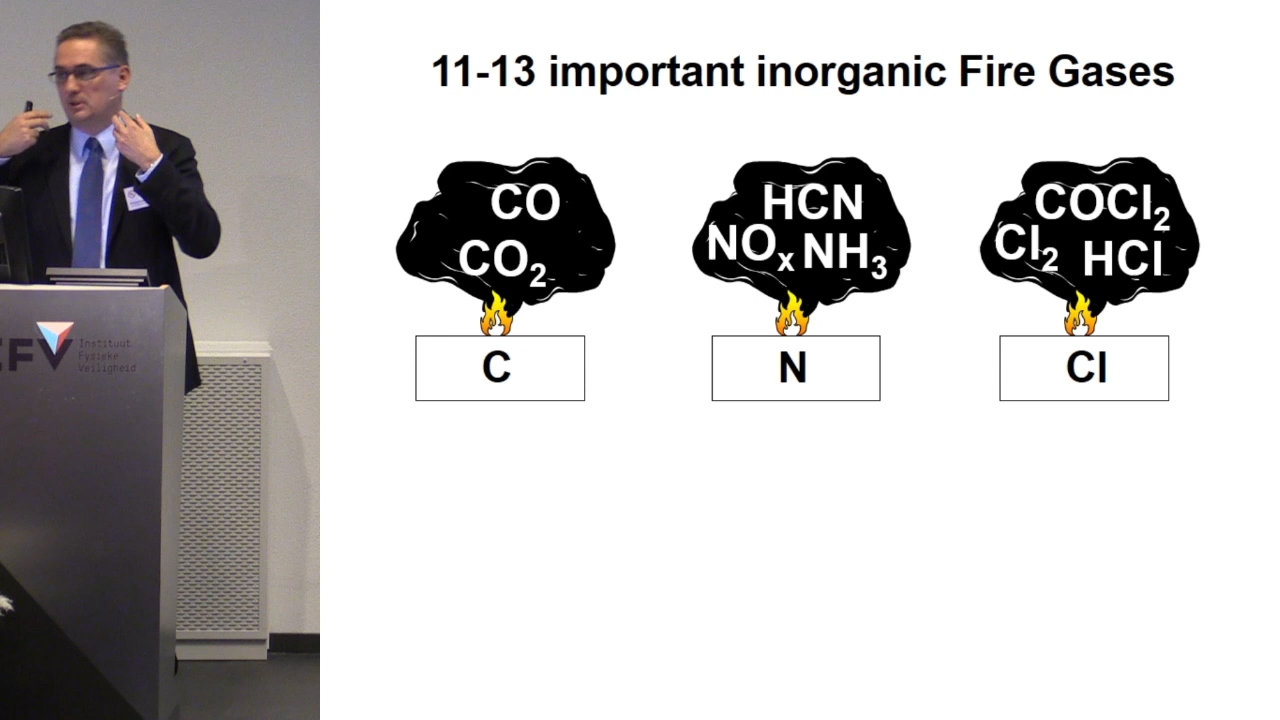 11-13 important inorganic Fire Gases
CO
CO₂
HCN
NOₓ NH₃
COCl₂
Cl₂ HCl
C
N
Cl
Instituut
Fysieke
Veiligheid